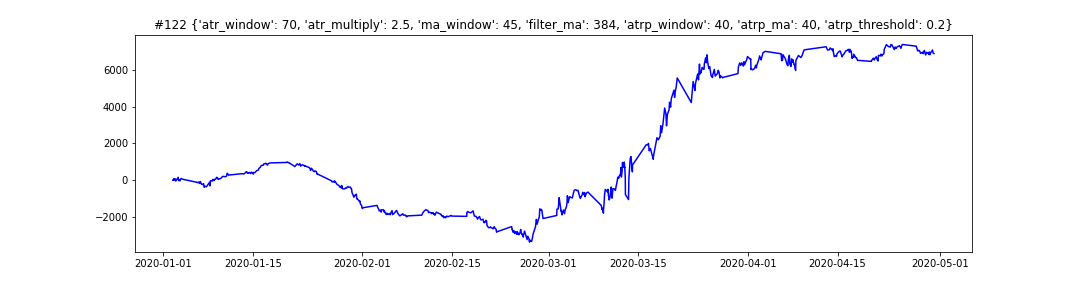 #122 {'atr_window': 70, 'atr_multiply': 2.5, 'ma_window': 45, 'filter_ma': 384, 'atrp_window': 40, 'atrp_ma': 40, 'atrp_threshold': 0.2}
6000
4000
2000
0
−2000
2020-01-01 2020-01-15 2020-02-01 2020-02-15 2020-03-01 2020-03-15 2020-04-01 2020-04-15 2020-05-01